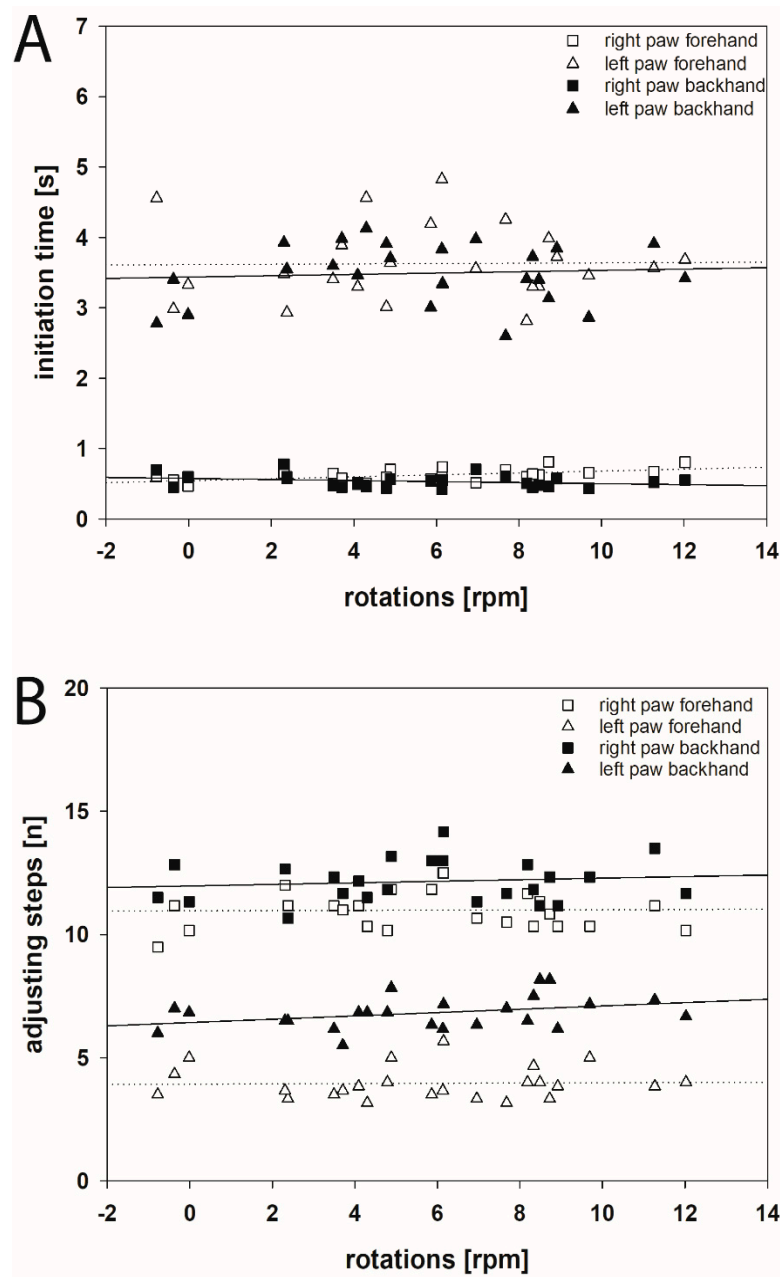 A
7
6
5
4
3
2
1
0
initiation time [s]
right paw forehand
left paw forehand
right paw backhand
left paw backhand
-2 0 2 4 6 8 10 12 14
rotations [rpm]
B
20
15
10
5
0
adjusting steps [n]
right paw forehand
left paw forehand
right paw backhand
left paw backhand
-2 0 2 4 6 8 10 12 14
rotations [rpm]